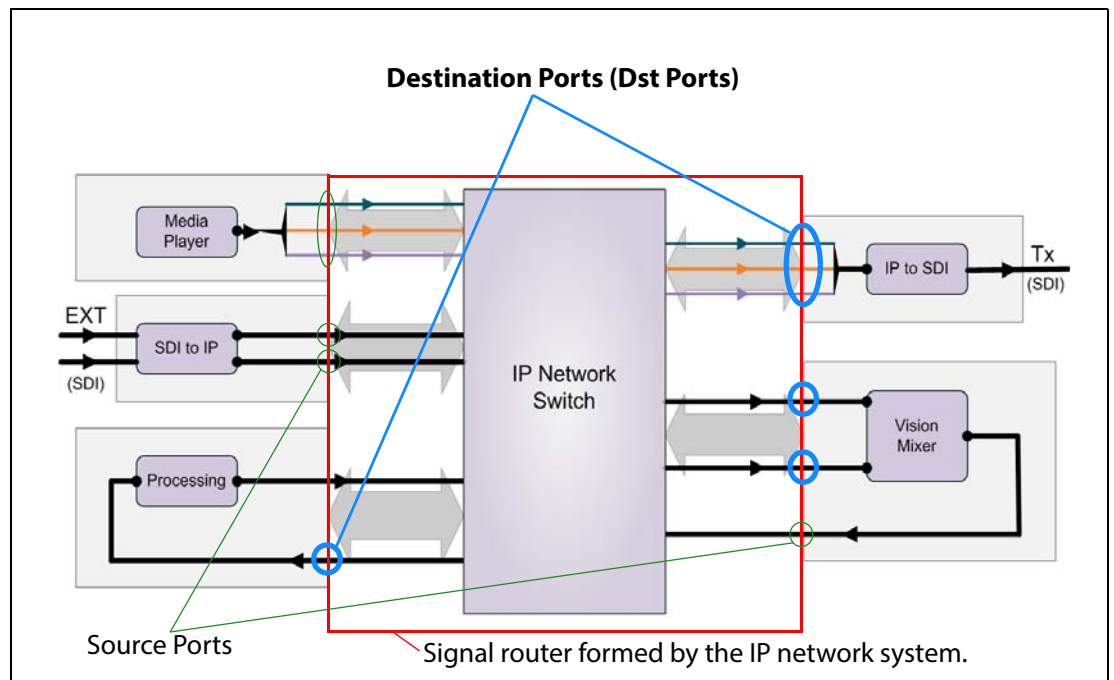 Destination Ports (Dst Ports)
Media
Player
EXT
(SDI)
SDI to IP
Processing
IP Network
Switch
IP to SDI
Tx
(SDI)
Vision
Mixer
Source Ports
Signal router formed by the IP network system.